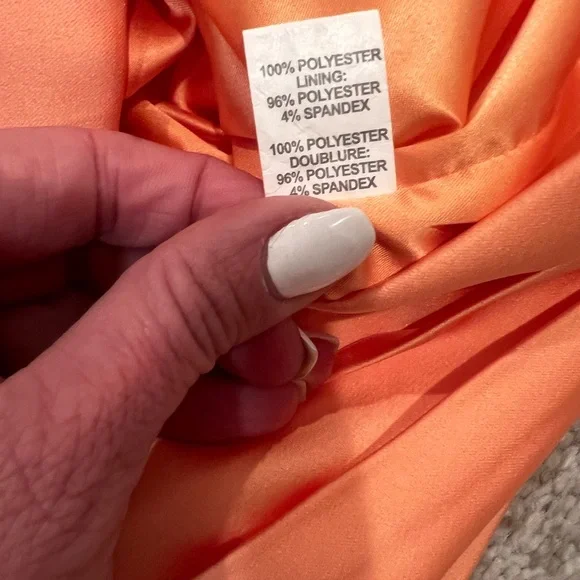 100% POLYESTER
LINING:
96% POLYESTER
4% SPANDEX
100% POLYESTER
DOUBLURE:
96% POLYESTER
4% SPANDEX